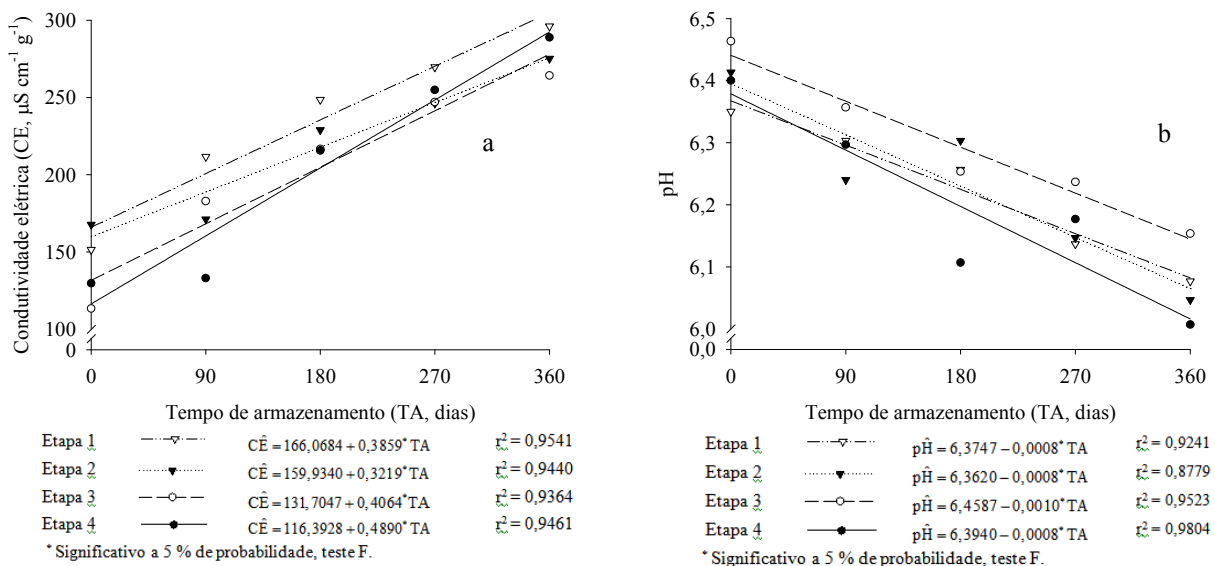 Condutividade elétrica (CE, µS cm⁻¹ g⁻¹)
300
250
200
150
100
0
a
0 90 180 270 360
Tempo de armazenamento (TA, dias)
Etapa 1 CÊ = 166,0684 + 0,3859* TA r² = 0,9541
Etapa 2 CÊ = 159,9340 + 0,3219* TA r² = 0,9440
Etapa 3 CÊ = 131,7047 + 0,4064* TA r² = 0,9364
Etapa 4 CÊ = 116,3928 + 0,4890* TA r² = 0,9461
* Significativo a 5 % de probabilidade, teste F.
pH
6,5
6,4
6,3
6,2
6,1
6,0
0,0
b
0 90 180 270 360
Tempo de armazenamento (TA, dias)
Etapa 1 pĤ = 6,3747 − 0,0008* TA r² = 0,9241
Etapa 2 pĤ = 6,3620 − 0,0008* TA r² = 0,8779
Etapa 3 pĤ = 6,4587 − 0,0010* TA r² = 0,9523
Etapa 4 pĤ = 6,3940 − 0,0008* TA r² = 0,9804
* Significativo a 5 % de probabilidade, teste F.